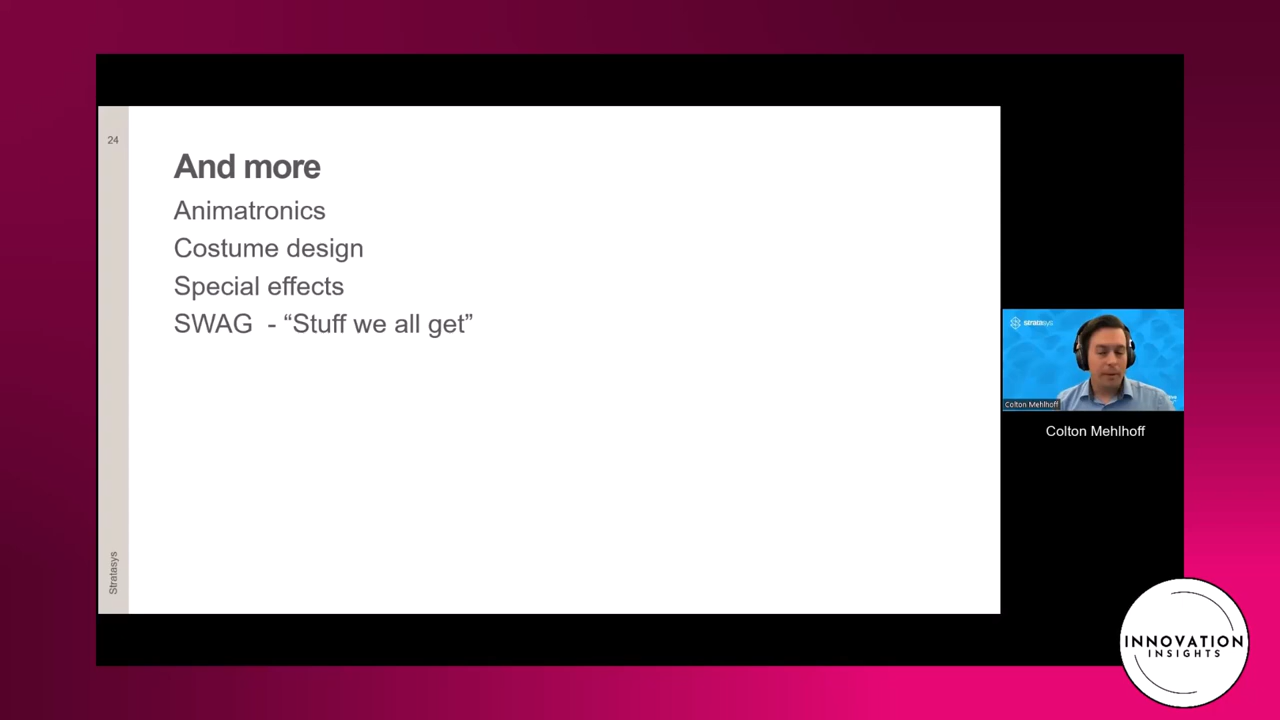 24
And more
Animatronics
Costume design
Special effects
SWAG  - “Stuff we all get”
Stratasys
stratasys
Colton Mehlhoff
Colton Mehlhoff
INNOVATION
INSIGHTS